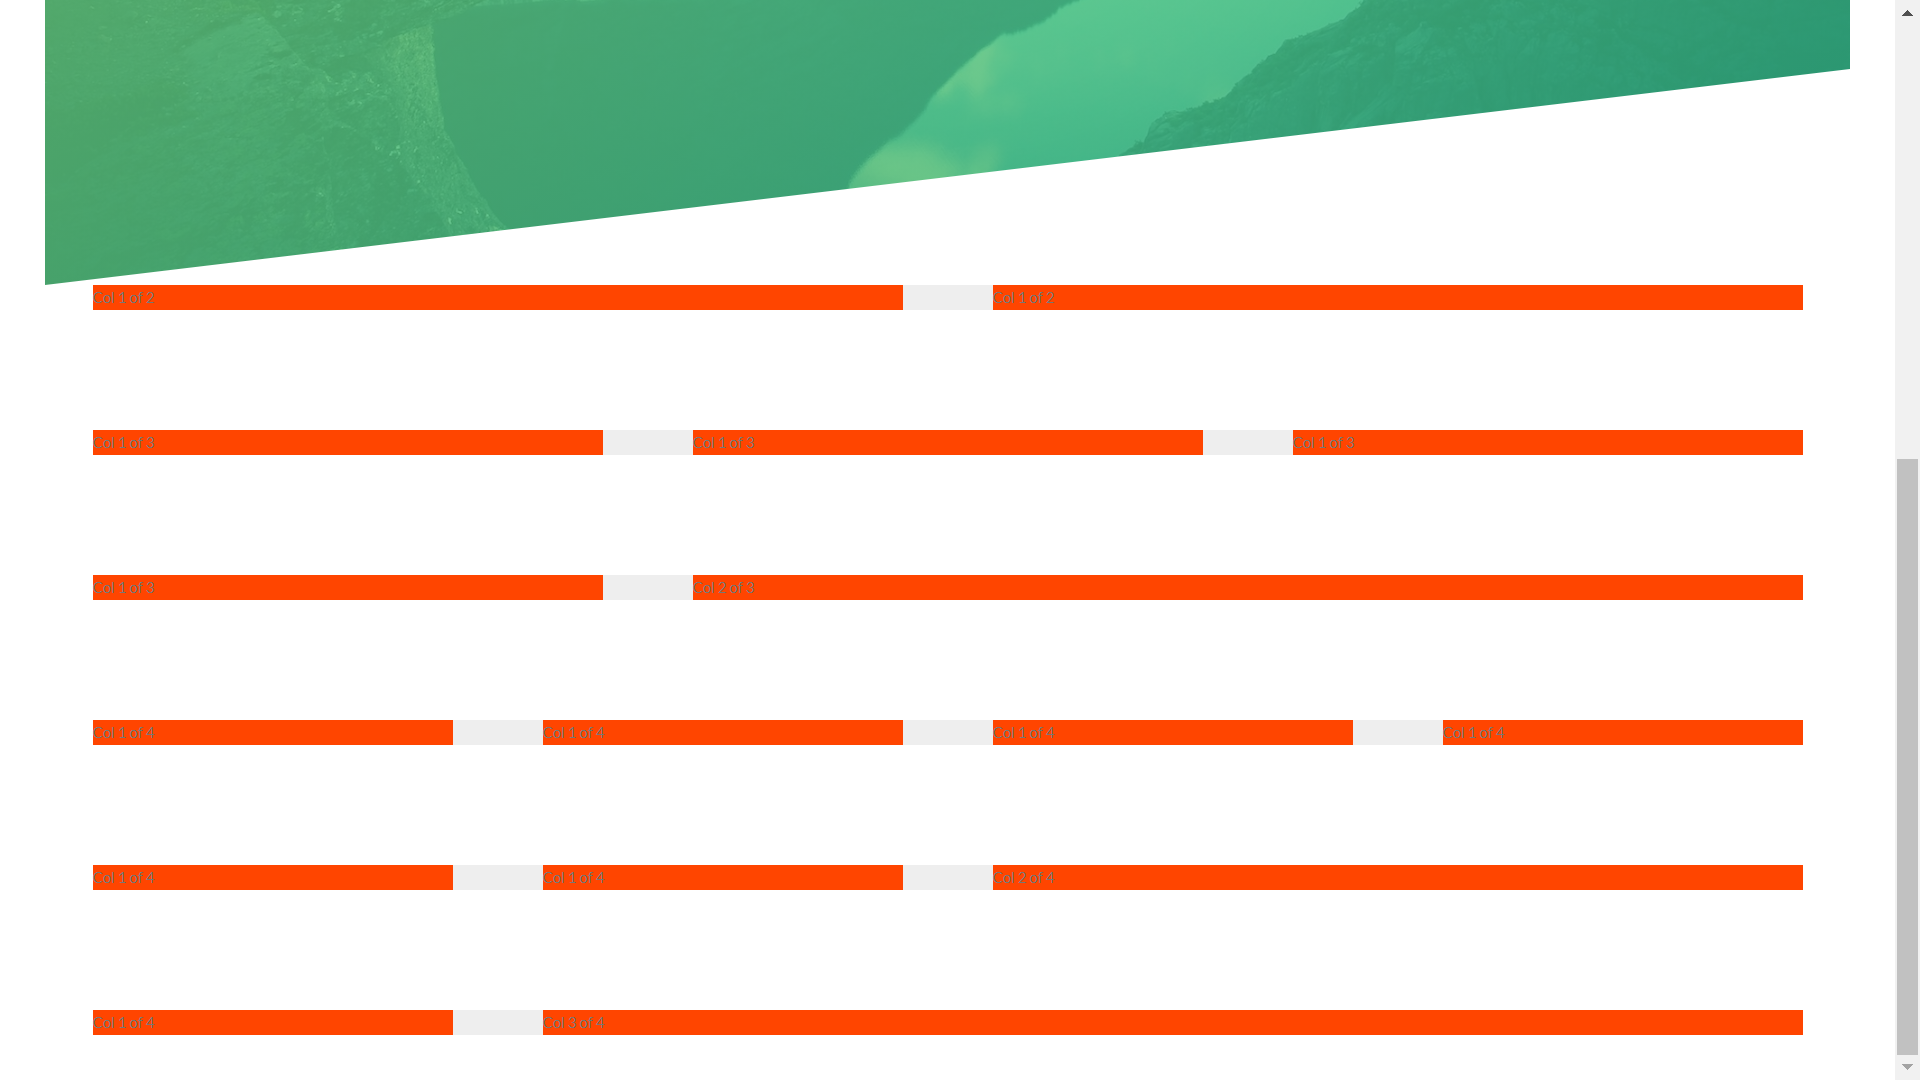 Col 1 of 2 Col 1 of 2
Col 1 of 3 Col 1 of 3 Col 1 of 3
Col 1 of 3 Col 2 of 3
Col 1 of 4 Col 1 of 4 Col 1 of 4 Col 1 of 4
Col 1 of 4 Col 1 of 4 Col 2 of 4
Col 1 of 4 Col 3 of 4